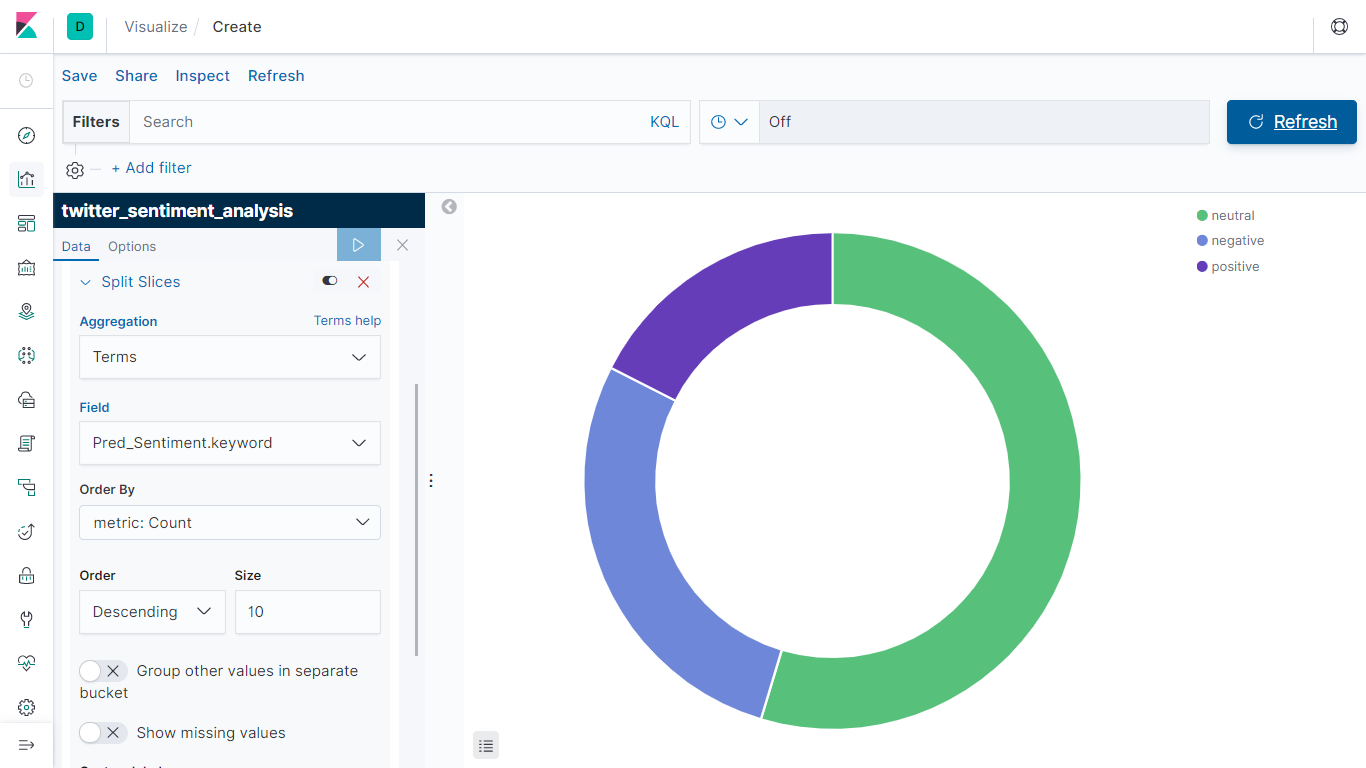 D
Visualize / Create
Save Share Inspect Refresh
Filters Search KQL Off Refresh
+ Add filter
twitter_sentiment_analysis
Data Options
Split Slices
Aggregation Terms help
Terms
Field
Pred_Sentiment.keyword
Order By
metric: Count
Order Size
Descending 10
Group other values in separate
bucket
Show missing values
neutral
negative
positive